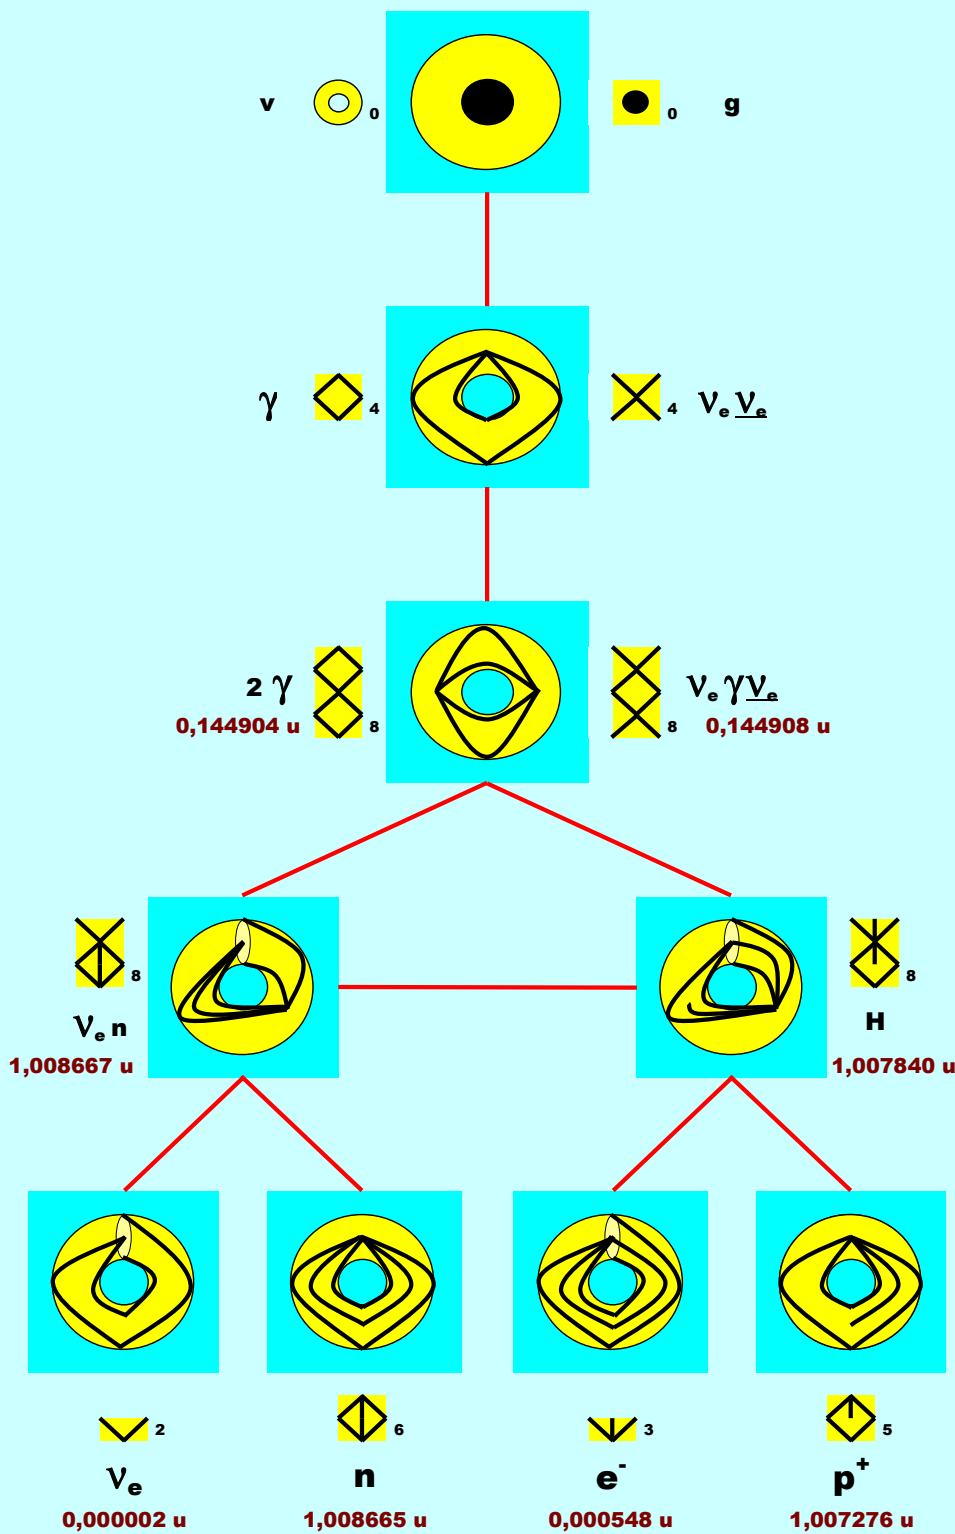 v 0 0 g
γ 4 4 νe νe
2 γ 8 8 νe γ νe
0,144904 u 0,144908 u
8 8
νe n H
1,008667 u 1,007840 u
2 6 3 5
νe n e- p+
0,000002 u 1,008665 u 0,000548 u 1,007276 u